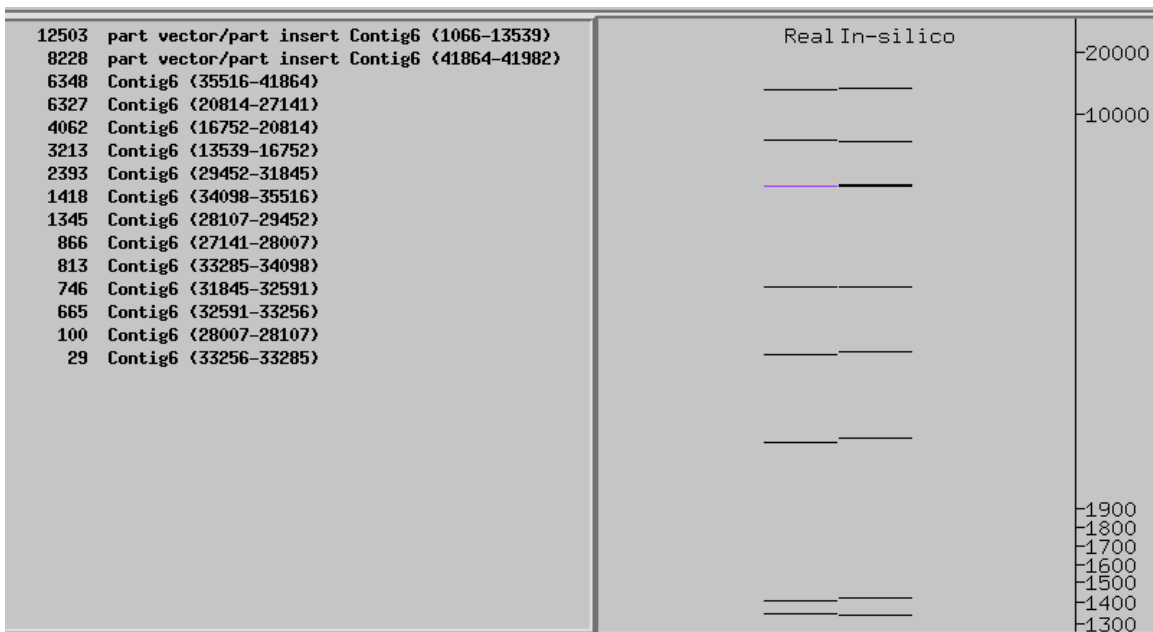 12503 part vector/part insert Contig6 (1066-13539)
8228 part vector/part insert Contig6 (41864-41982)
6348 Contig6 (35516-41864)
6327 Contig6 (20814-27141)
4062 Contig6 (16752-20814)
3213 Contig6 (13539-16752)
2393 Contig6 (29452-31845)
1418 Contig6 (34098-35516)
1345 Contig6 (28107-29452)
866 Contig6 (27141-28007)
813 Contig6 (33285-34098)
746 Contig6 (31845-32591)
665 Contig6 (32591-33256)
100 Contig6 (28007-28107)
29 Contig6 (33256-33285)
Real In-silico
20000
10000
1900
1800
1700
1600
1500
1400
1300